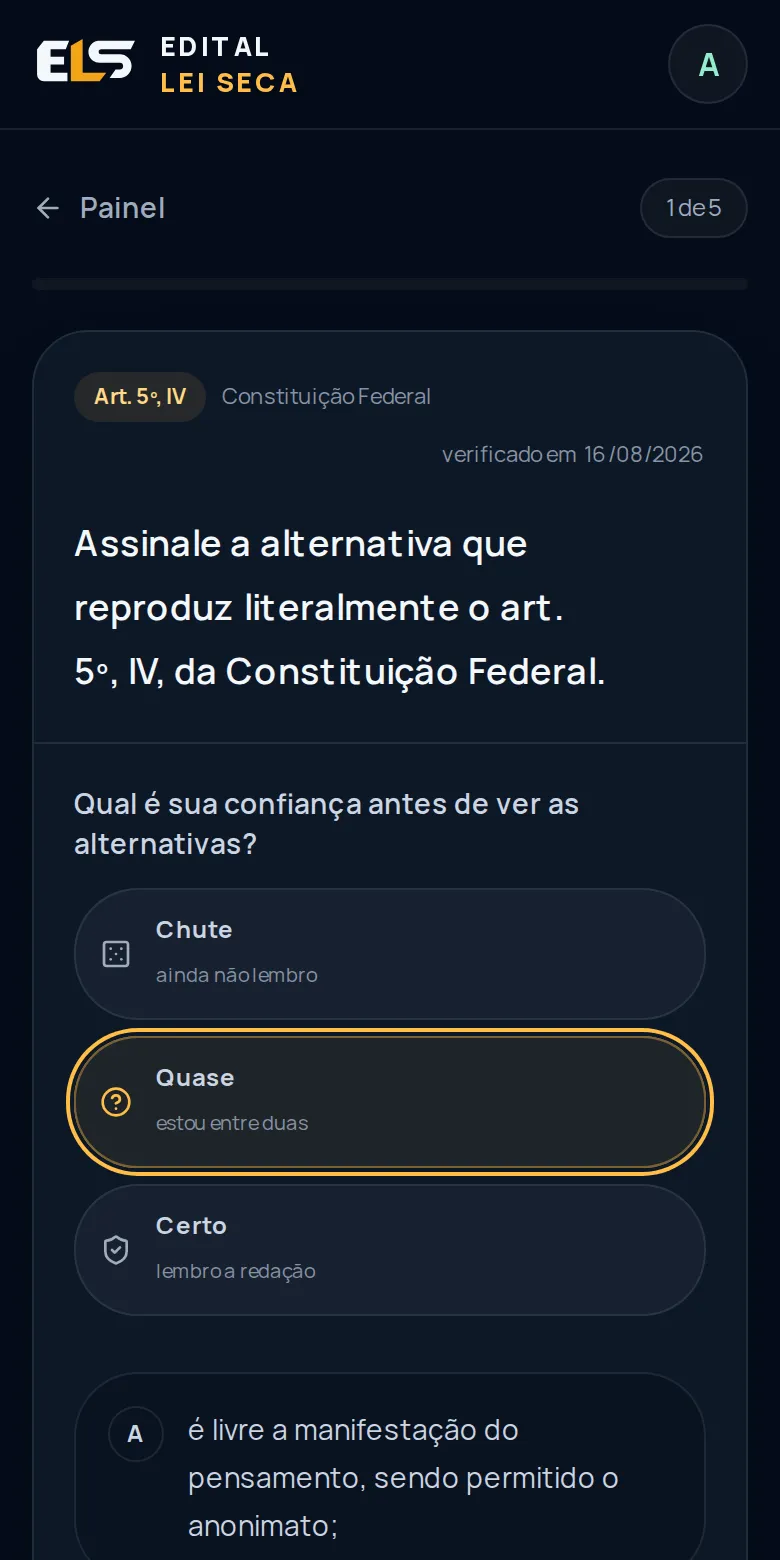 ELS
EDITAL
LEI SECA
A
Painel
1 de 5
Art. 5º, IV
Constituição Federal
verificado em 16/08/2026
Assinale a alternativa que
reproduz literalmente o art.
5º, IV, da Constituição Federal.
Qual é sua confiança antes de ver as
alternativas?
Chute
ainda não lembro
Quase
estou entre duas
Certo
lembro a redação
A
é livre a manifestação do
pensamento, sendo permitido o
anonimato;